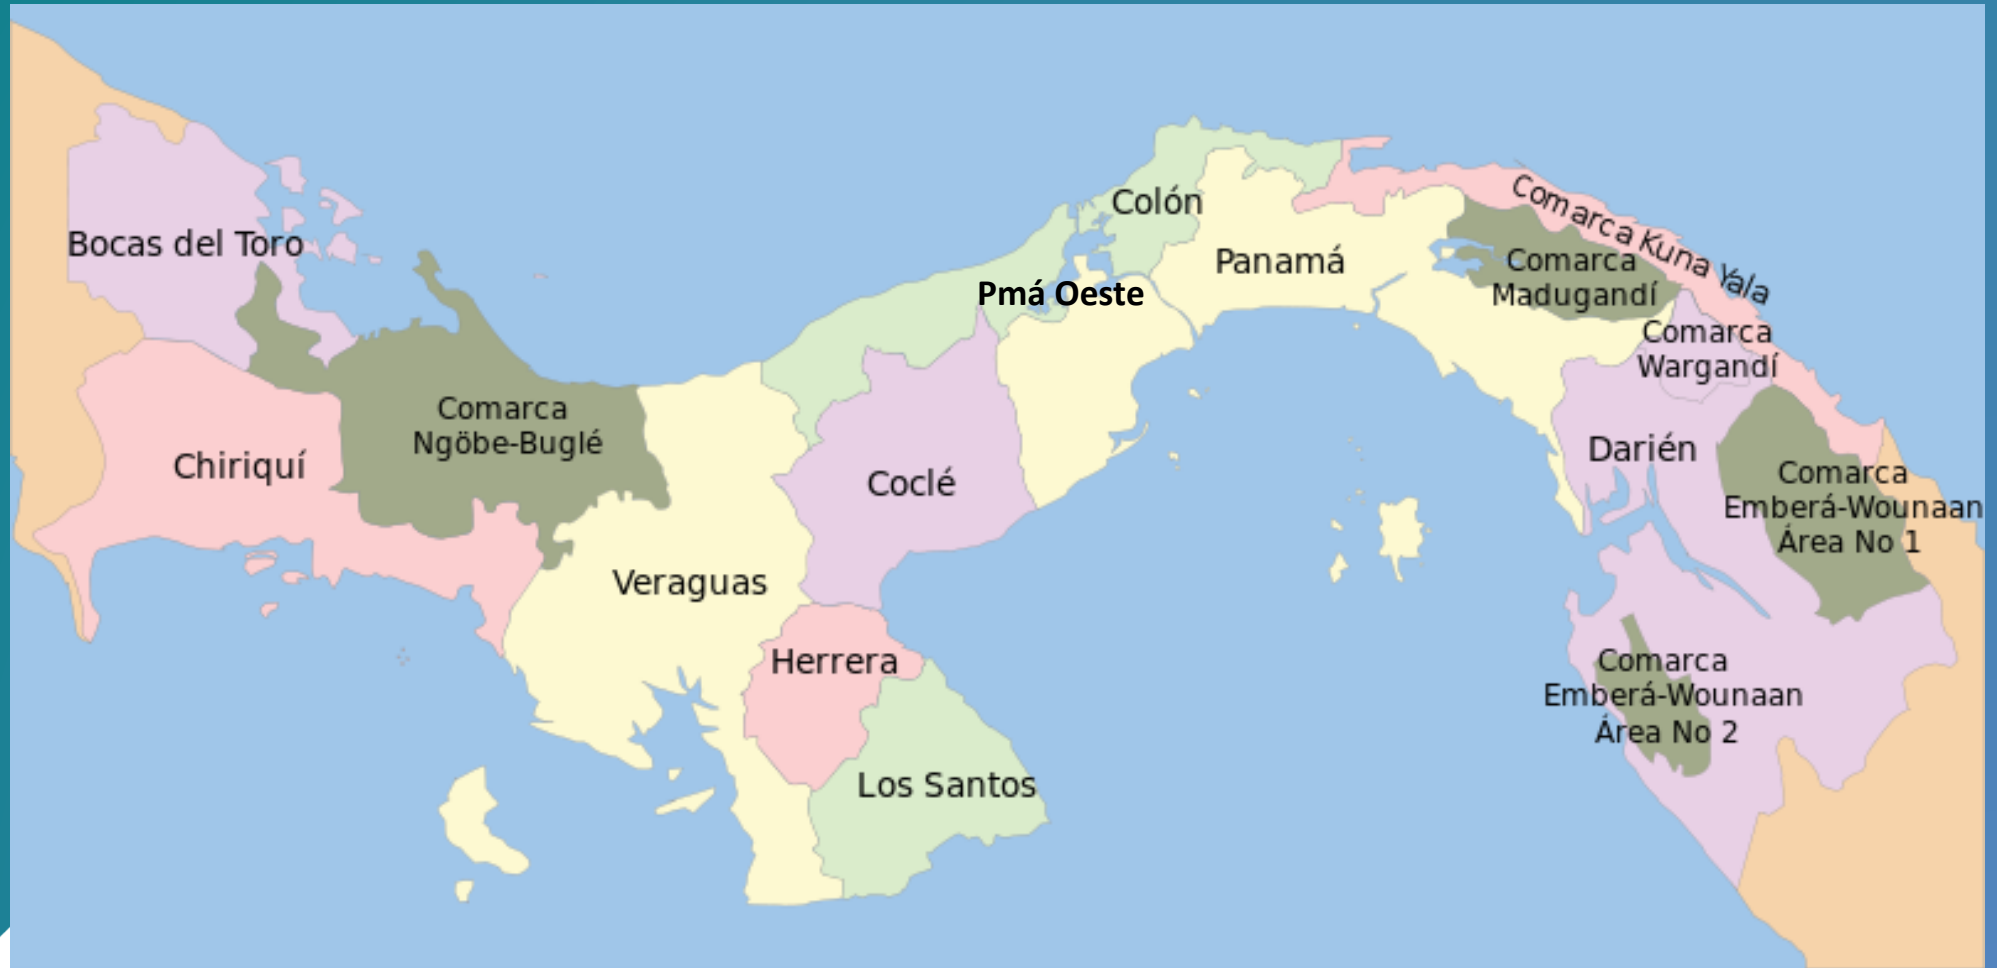 Colón
Comarca Kuna Yala
Bocas del Toro
Panamá
Comarca
Madugandí
Pmá Oeste
Comarca
Wargandí
Comarca
Ngöbe-Buglé
Chiriquí
Coclé
Darién
Comarca
Emberá-Wounaan
Área No 1
Veraguas
Herrera
Comarca
Emberá-Wounaan
Área No 2
Los Santos